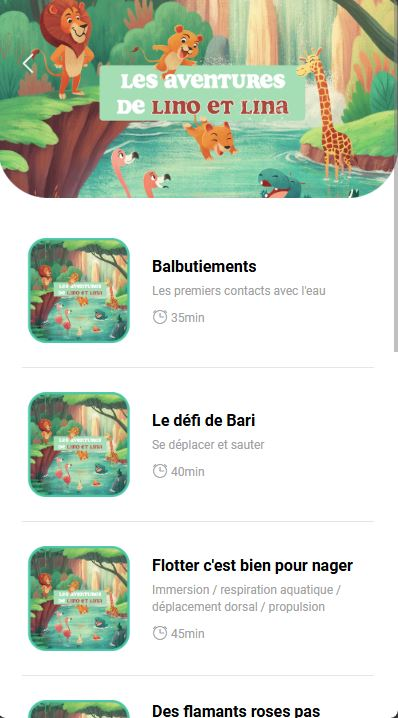 Les aventures
de Lino et Lina
Les aventures
de Lino et Lina
Balbutiements
Les premiers contacts avec l'eau
35min
Les aventures
de Lino et Lina
Le défi de Bari
Se déplacer et sauter
40min
Les aventures
de Lino et Lina
Flotter c'est bien pour nager
Immersion / respiration aquatique /
déplacement dorsal / propulsion
45min
Des flamants roses pas